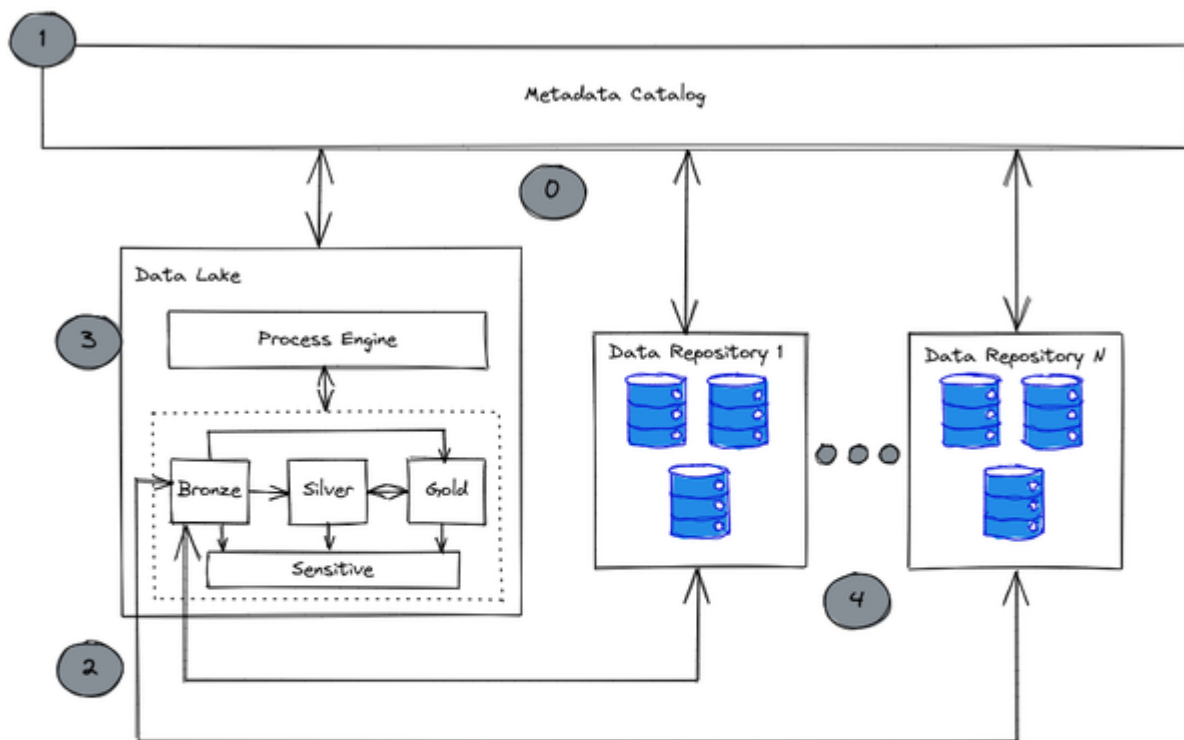 1
Metadata Catalog
0
Data Lake
3
Process Engine
Data Repository 1
Data Repository N
Bronze
Silver
Gold
Sensitive
4
2